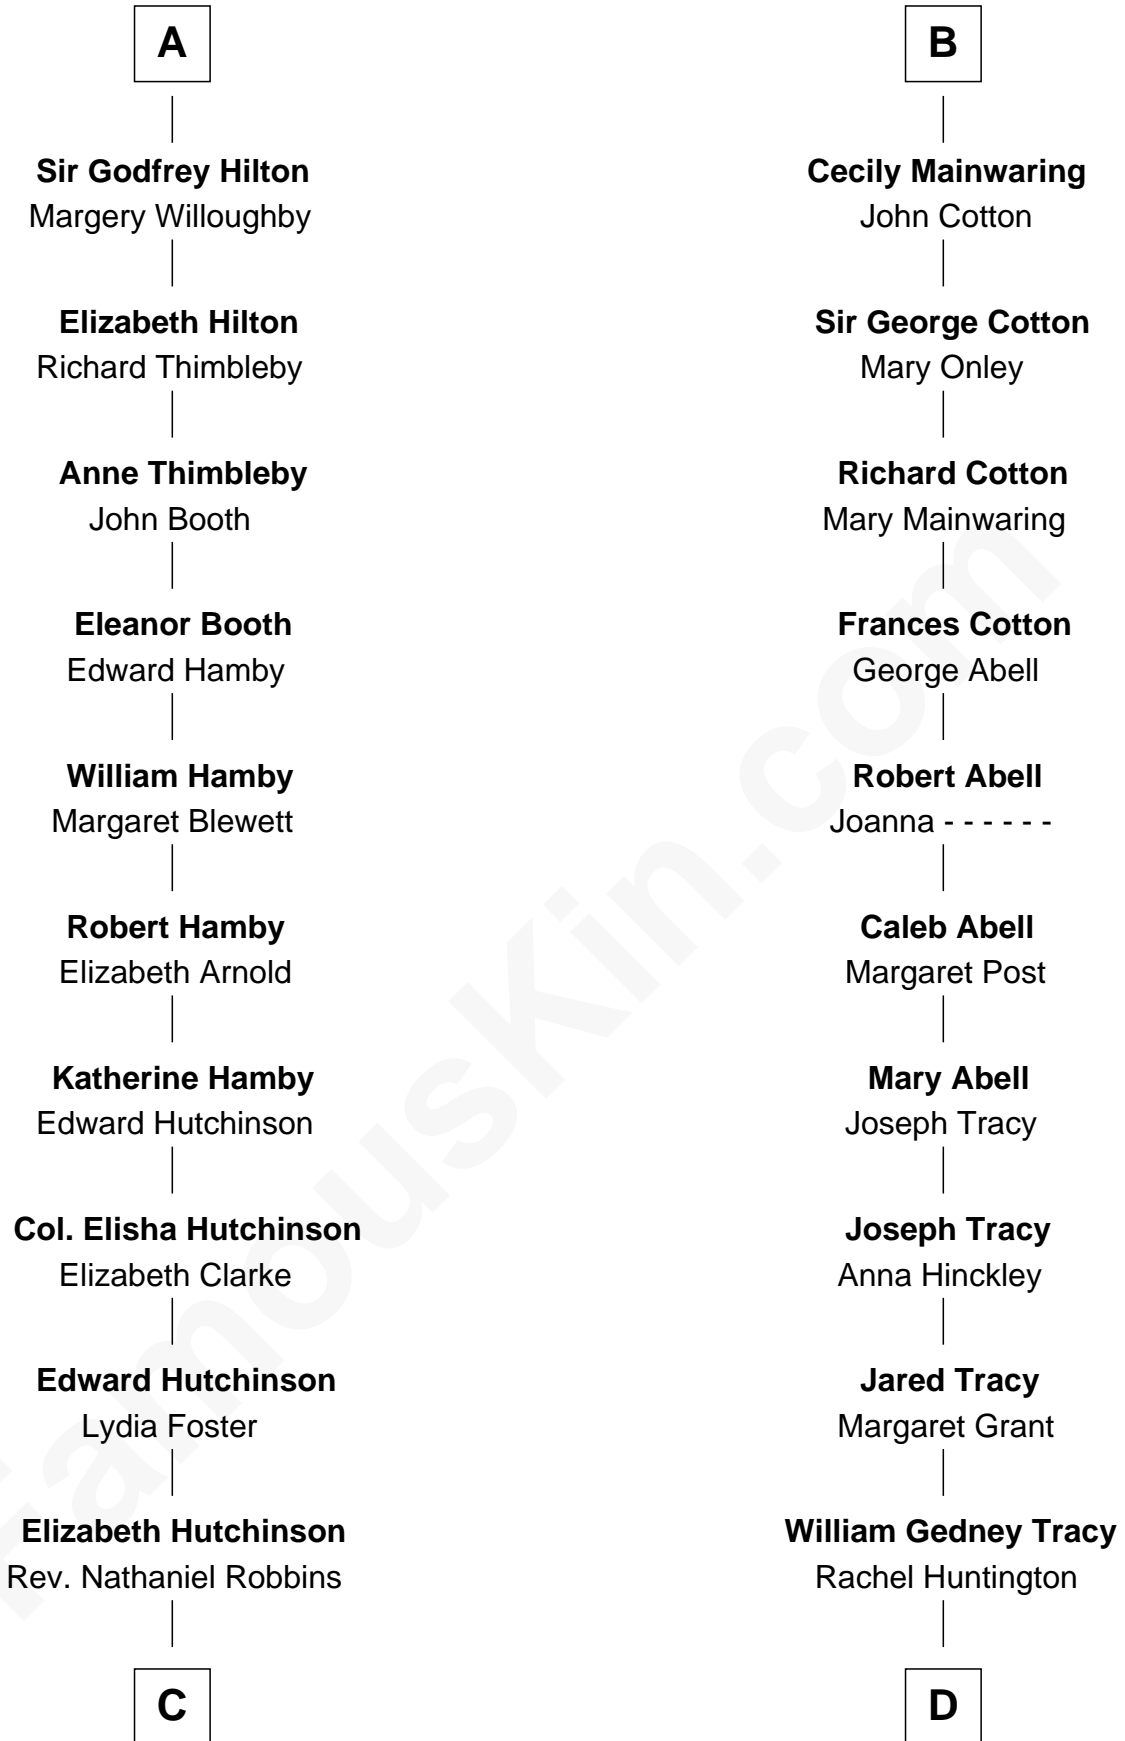 A
Sir Godfrey Hilton
Margery Willoughby
Elizabeth Hilton
Richard Thimbleby
Anne Thimbleby
John Booth
Eleanor Booth
Edward Hamby
William Hamby
Margaret Blewett
Robert Hamby
Elizabeth Arnold
Katherine Hamby
Edward Hutchinson
Col. Elisha Hutchinson
Elizabeth Clarke
Edward Hutchinson
Lydia Foster
Elizabeth Hutchinson
Rev. Nathaniel Robbins
C
B
Cecily Mainwaring
John Cotton
Sir George Cotton
Mary Onley
Richard Cotton
Mary Mainwaring
Frances Cotton
George Abell
Robert Abell
Joanna - - - - - -
Caleb Abell
Margaret Post
Mary Abell
Joseph Tracy
Joseph Tracy
Anna Hinckley
Jared Tracy
Margaret Grant
William Gedney Tracy
Rachel Huntington
D
FamousKin.com